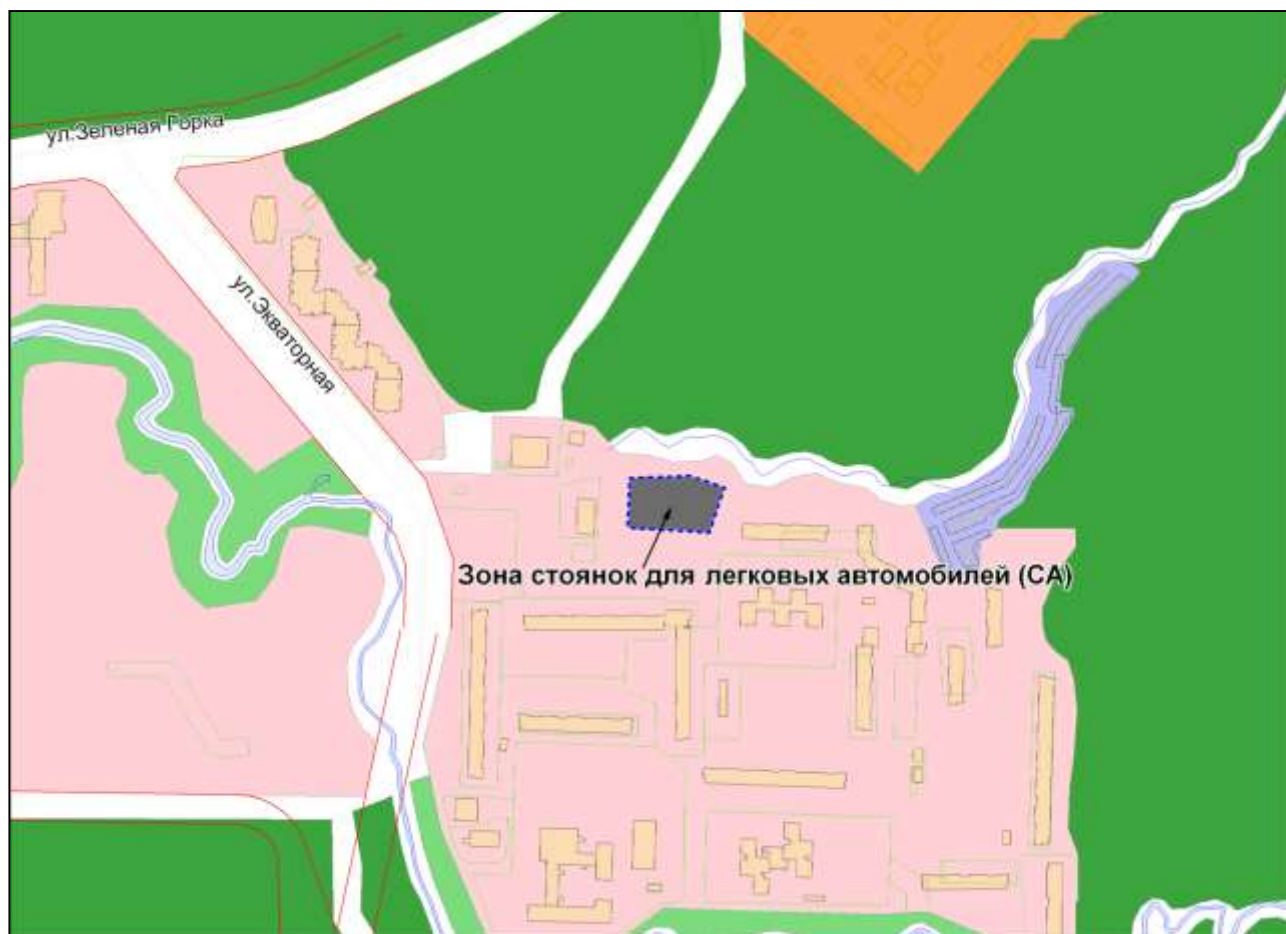 ул.Зеленая Горка
ул.Экваторная
Зона стоянок для легковых автомобилей (СА)